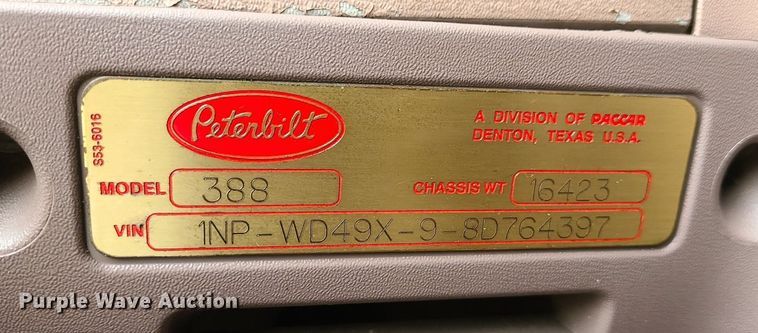 Peterbilt
A DIVISION OF PACCAR
DENTON, TEXAS U.S.A.
S53-6016
MODEL 388 CHASSIS WT 16423
VIN 1NP-WD49X-9-8D764397
Purple Wave Auction